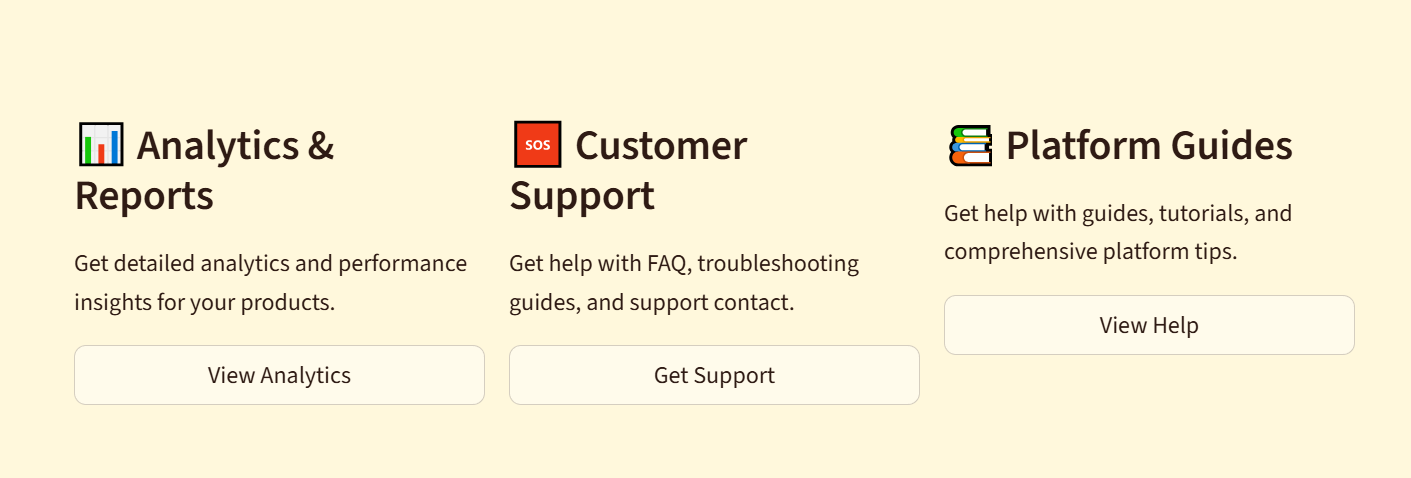 Analytics &
Reports
Get detailed analytics and performance
insights for your products.
View Analytics
SOS
Customer
Support
Get help with FAQ, troubleshooting
guides, and support contact.
Get Support
Platform Guides
Get help with guides, tutorials, and
comprehensive platform tips.
View Help